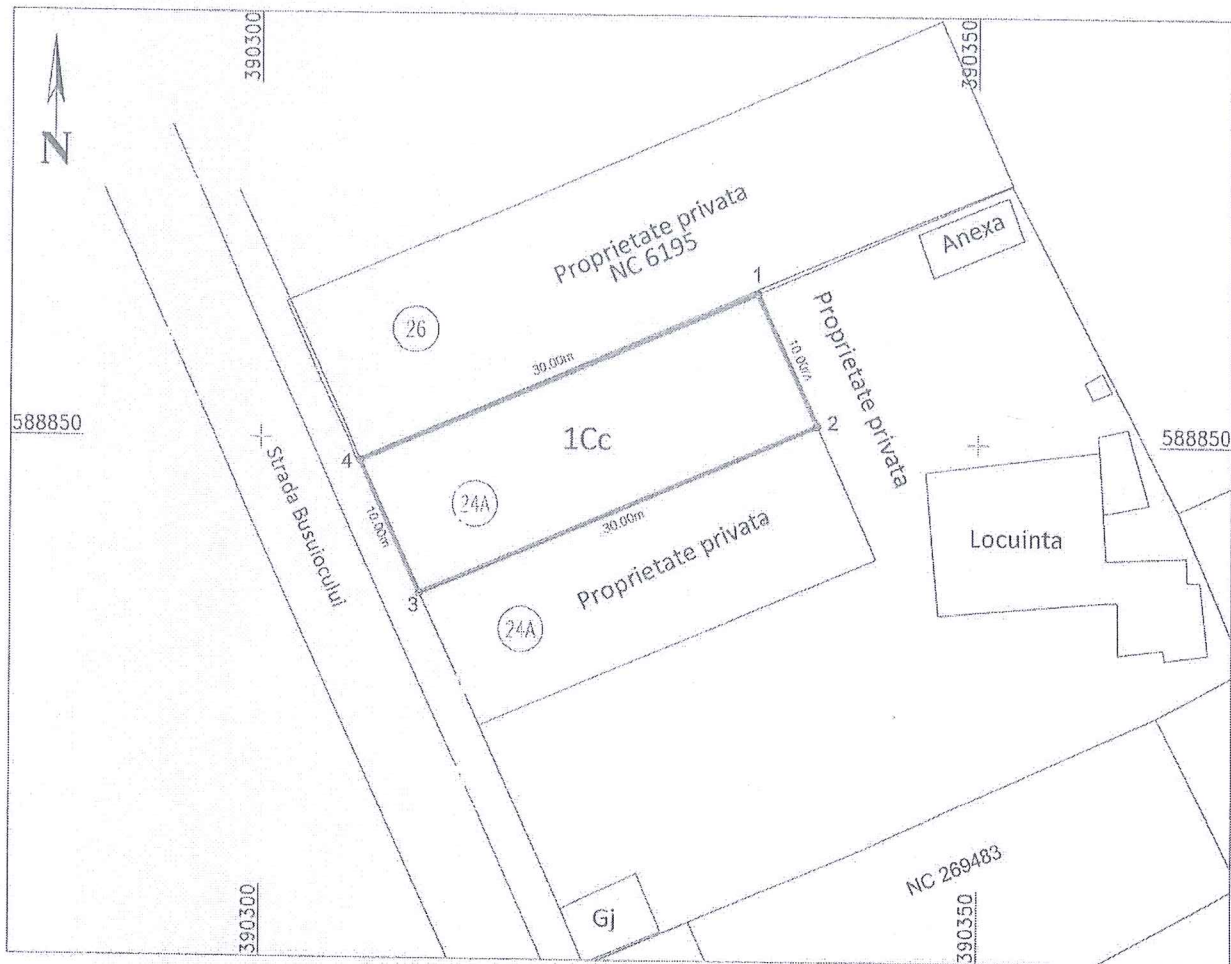 390300
390350
N
Proprietate privata
NC 6195
Anexa
26
1
Proprietate privata
10.00m
30.00m
588850
588850
2
1Cc
4
Strada Busuiocului
24A
10.00m
30.00m
Proprietate privata
Locuinta
3
24A
NC 269483
390300
Gj
390350